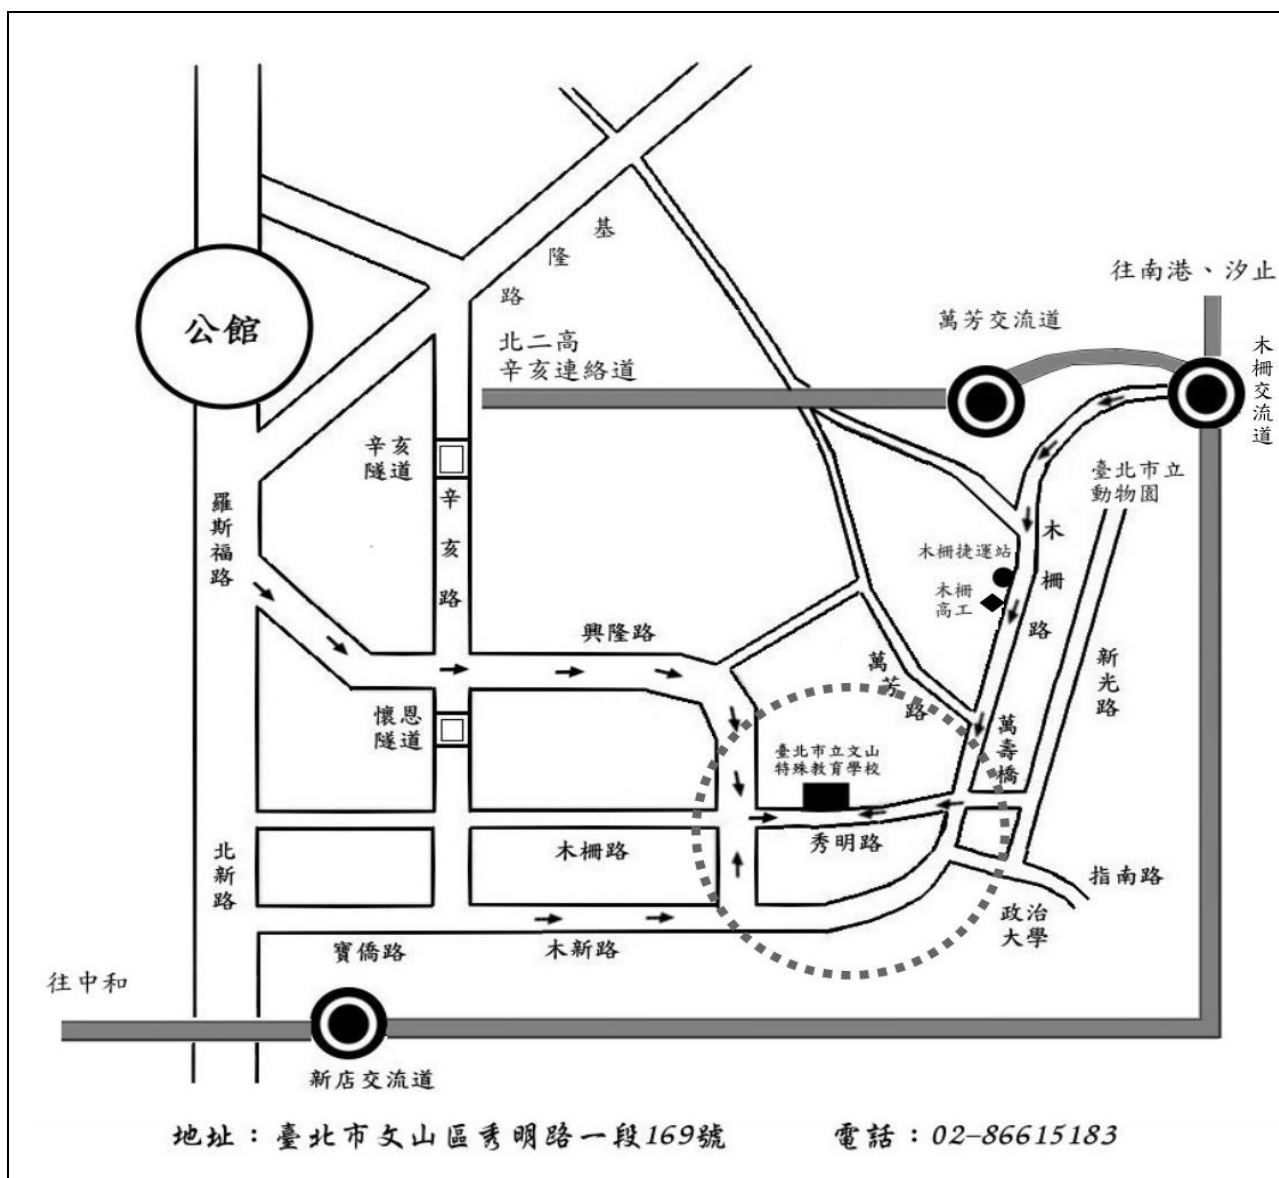 基隆路
往南港、汐止
萬芳交流道
公館
北二高
辛亥連絡道
木柵交流道
辛亥
隧道
臺北市立
動物園
羅斯福路
辛亥路
木柵路
木柵捷運站
木柵
高工
興隆路
萬芳路
新光路
懷恩
隧道
萬壽橋
臺北市立文山
特殊教育學校
秀明路
北新路
木柵路
指南路
政治
大學
寶僑路
木新路
往中和
新店交流道
地址：臺北市文山區秀明路一段169號
電話：02–86615183